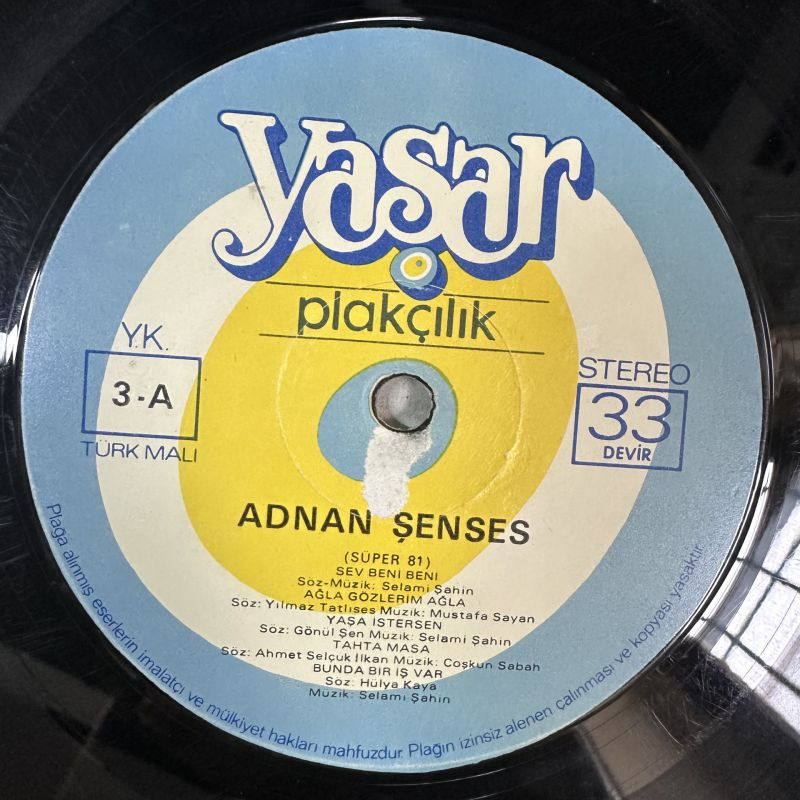 Yaşar
plakçılık
Y.K.
3-A
TÜRK MALI
STEREO
33
DEVİR
ADNAN ŞENSES
(SÜPER 81)
SEV BENİ BENİ
Söz-Müzik: Selami Şahin
AĞLA GÖZLERİM AĞLA
Söz: Yılmaz Tatlıses Müzik: Mustafa Sayan
YAŞA İSTERSEN
Söz: Gönül Şen Müzik: Selami Şahin
TAHTA MASA
Söz: Ahmet Selçuk İlkan Müzik: Coşkun Sabah
BUNDA BİR İŞ VAR
Söz: Hülya Kaya
Müzik: Selami Şahin
Plağa alınmış eserlerin imalatçı ve mülkiyet hakları mahfuzdur. Plağın izinsiz alenen çalınması ve kopyası yasaktır